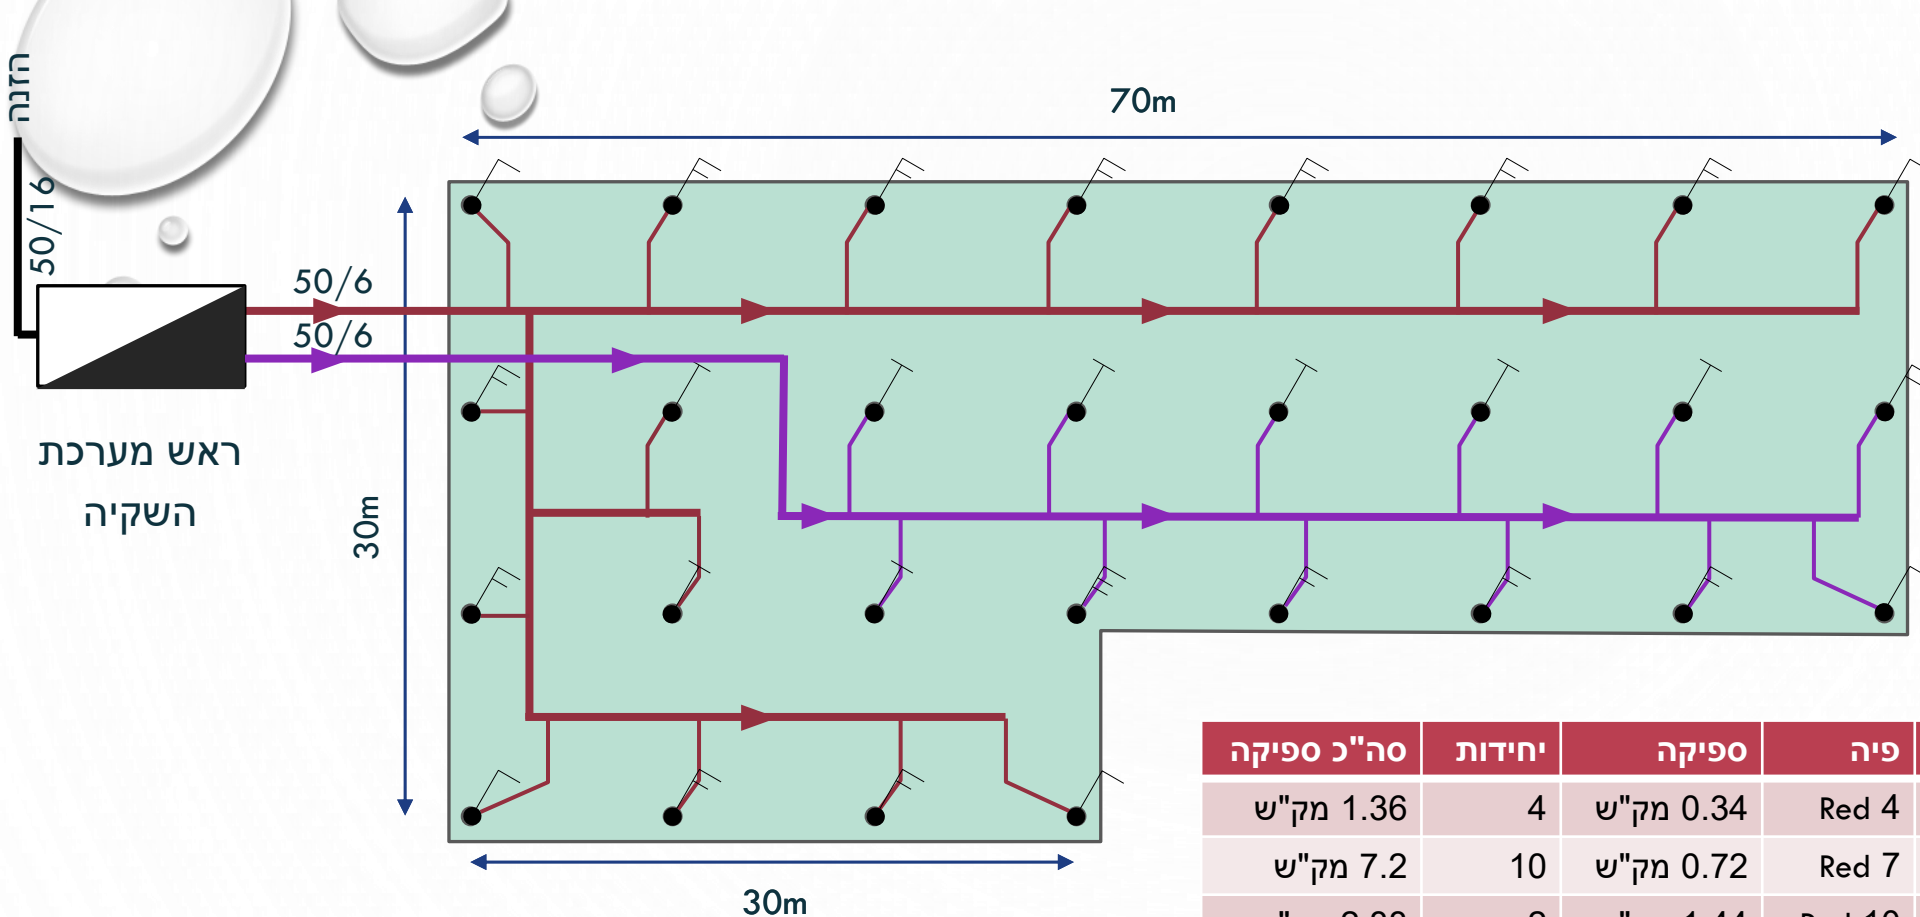 הזנה
50/16
70m
50/6
50/6
ראש מערכת
השקיה
30m
30m
פיה ספיקה יחידות סה"כ ספיקה
Red 4 0.34 מק"ש 4 1.36 מק"ש
Red 7 0.72 מק"ש 10 7.2 מק"ש